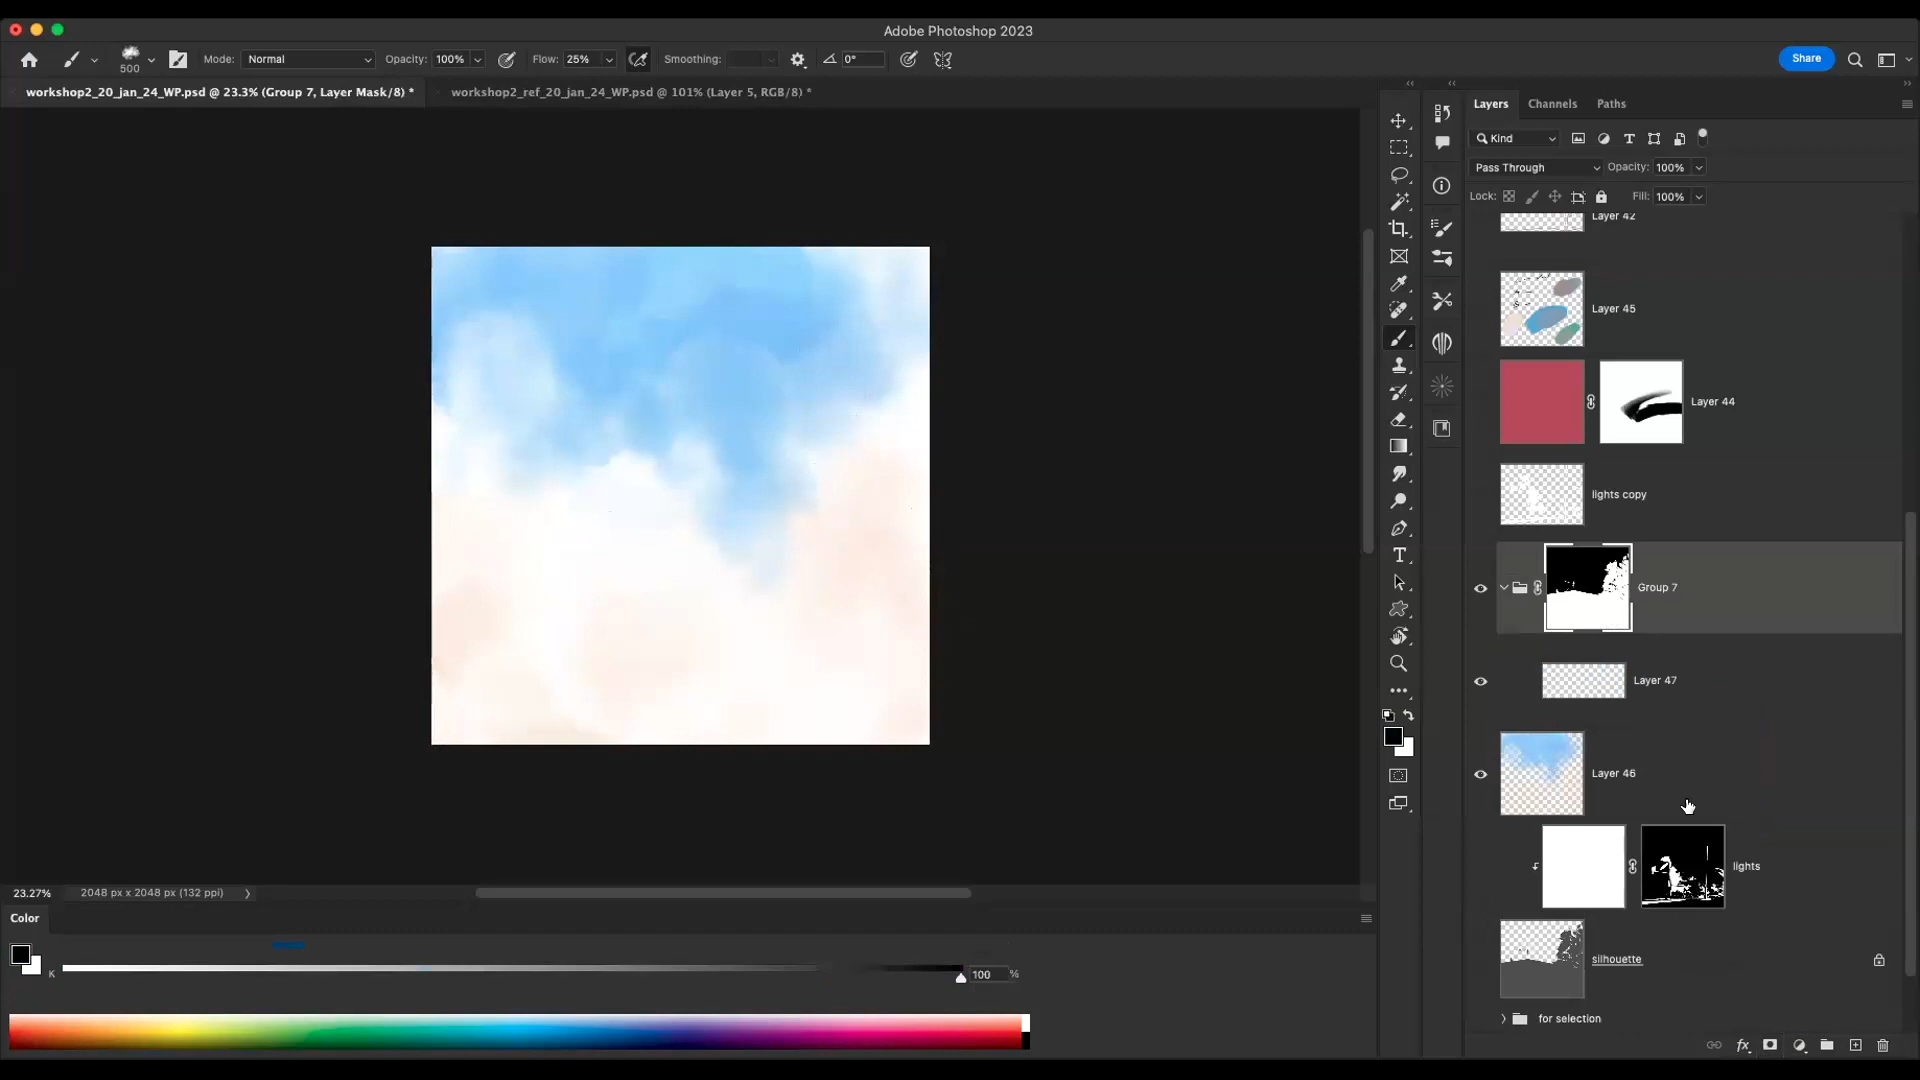 Adobe Photoshop 2023
500
Mode: Normal Opacity: 100% Flow: 25% Smoothing: 0°
Share
workshop2_20_jan_24_WP.psd @ 23.3% (Group 7, Layer Mask/8) *
workshop2_ref_20_jan_24_WP.psd @ 101% (Layer 5, RGB/8) *
Layers Channels Paths
Kind
Pass Through Opacity: 100%
Lock: Fill: 100%
Layer 42
Layer 45
Layer 44
lights copy
Group 7
Layer 47
Layer 46
lights
silhouette
for selection
23.27% 2048 px x 2048 px (132 ppi)
Color
K 100 %